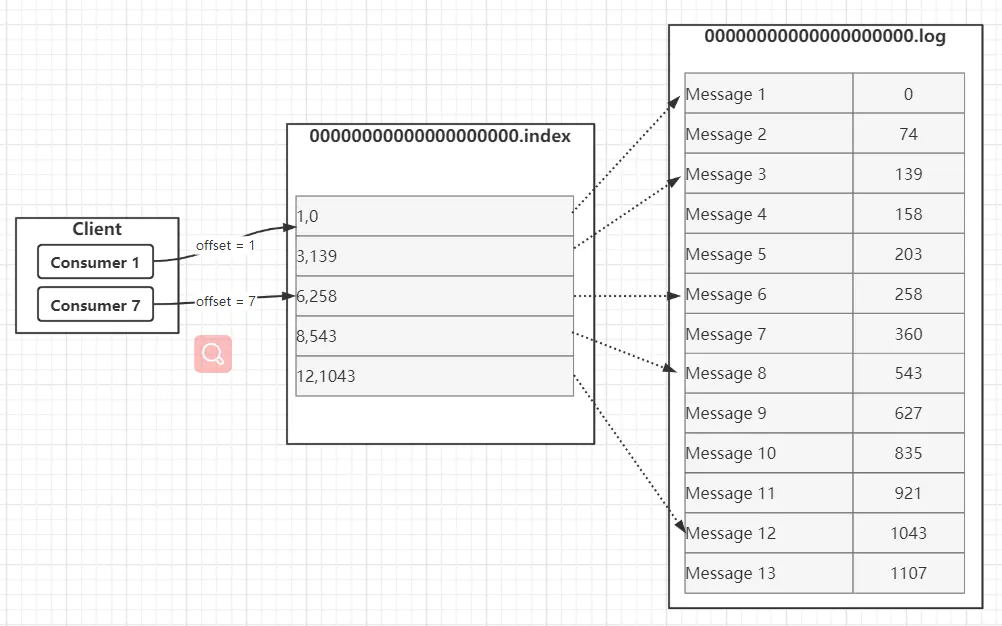 00000000000000000000.log
Message 1 0
Message 2 74
Message 3 139
Message 4 158
Message 5 203
Message 6 258
Message 7 360
Message 8 543
Message 9 627
Message 10 835
Message 11 921
Message 12 1043
Message 13 1107
00000000000000000000.index
1,0
3,139
6,258
8,543
12,1043
Client
Consumer 1
offset = 1
Consumer 7
offset = 7